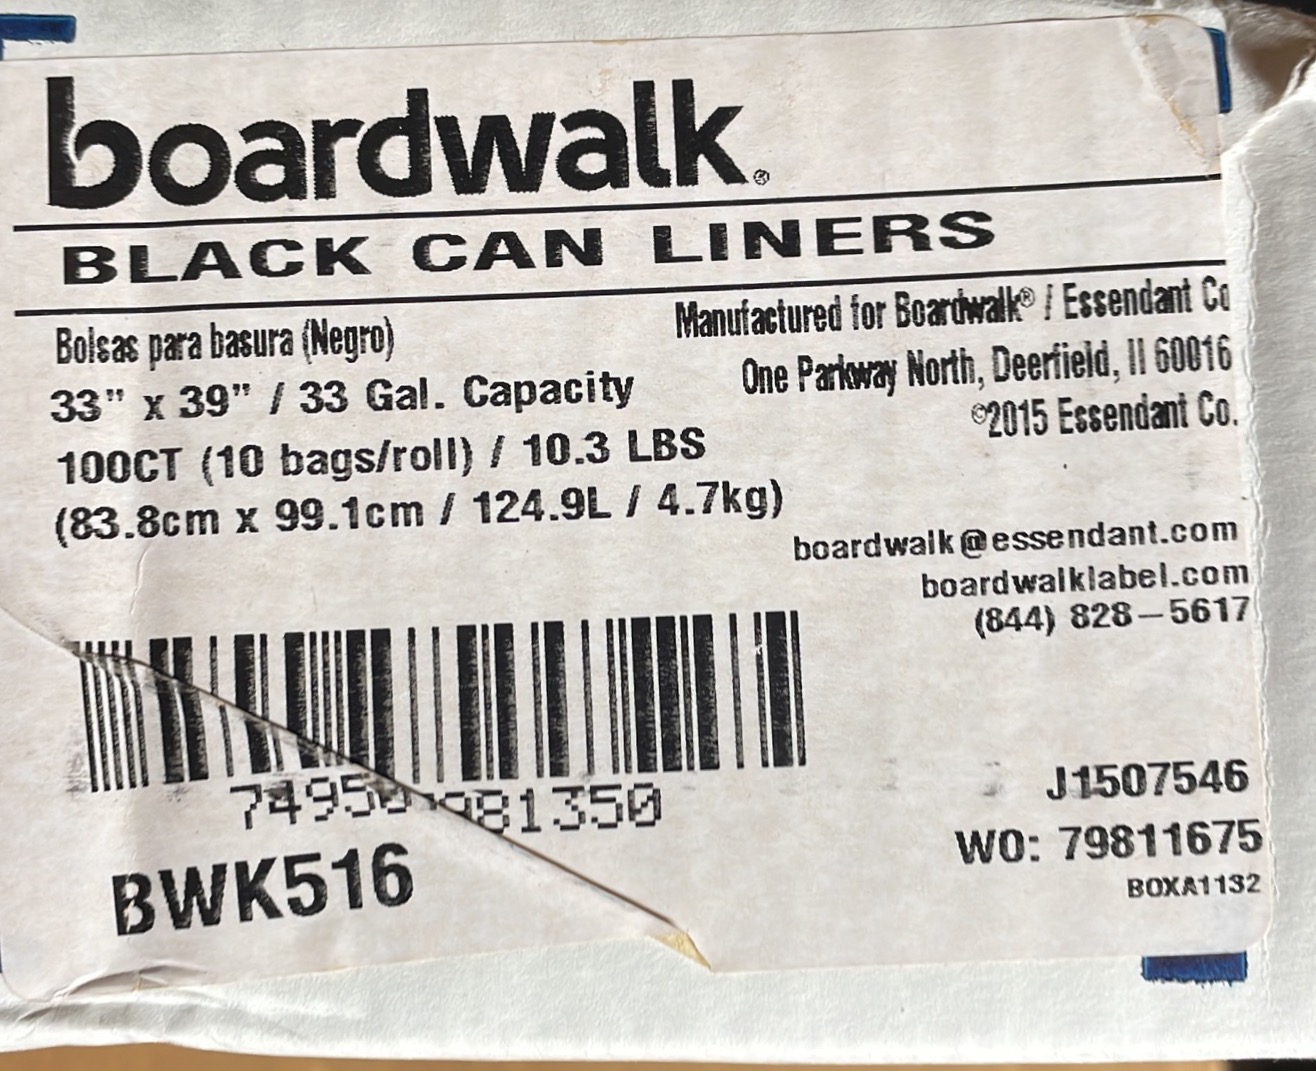 boardwalk®
BLACK CAN LINERS
Bolsas para basura (Negro)
33" x 39" / 33 Gal. Capacity
100CT (10 bags/roll) / 10.3 LBS
(83.8cm x 99.1cm / 124.9L / 4.7kg)
Manufactured for Boardwalk® / Essendant Co
One Parkway North, Deerfield, Il 60016
©2015 Essendant Co.
boardwalk@essendant.com
boardwalklabel.com
(844) 828-5617
BWK516
J1507546
WO: 79811675
BOXA1132